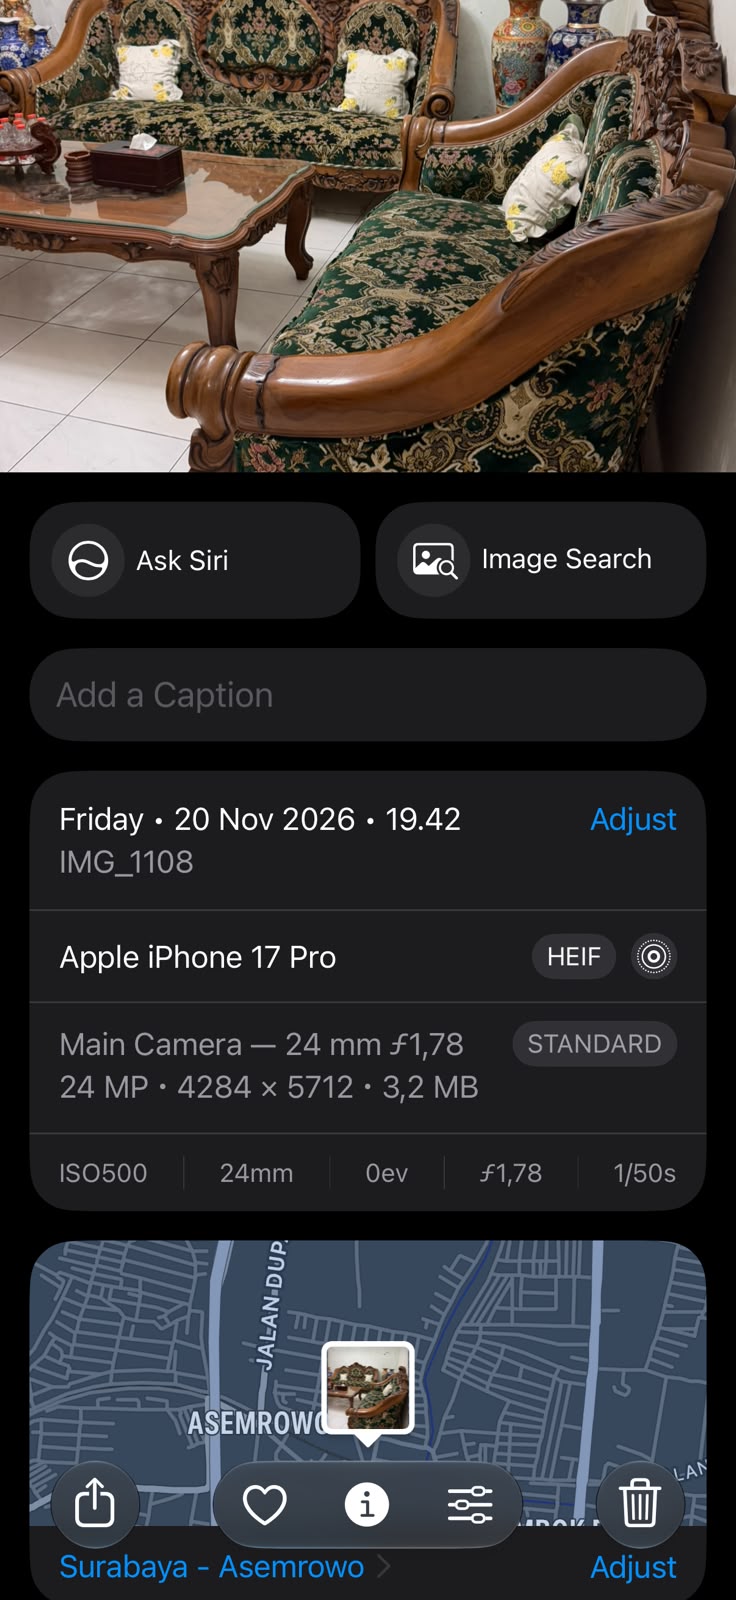 Ask Siri
Image Search
Add a Caption
Friday • 20 Nov 2026 • 19.42
Adjust
IMG_1108
Apple iPhone 17 Pro
HEIF
Main Camera — 24 mm ƒ1,78
STANDARD
24 MP • 4284 × 5712 • 3,2 MB
ISO500
24mm
0ev
ƒ1,78
1/50s
JALAN DUP
ASEMROWO
LAN
Surabaya - Asemrowo
Adjust